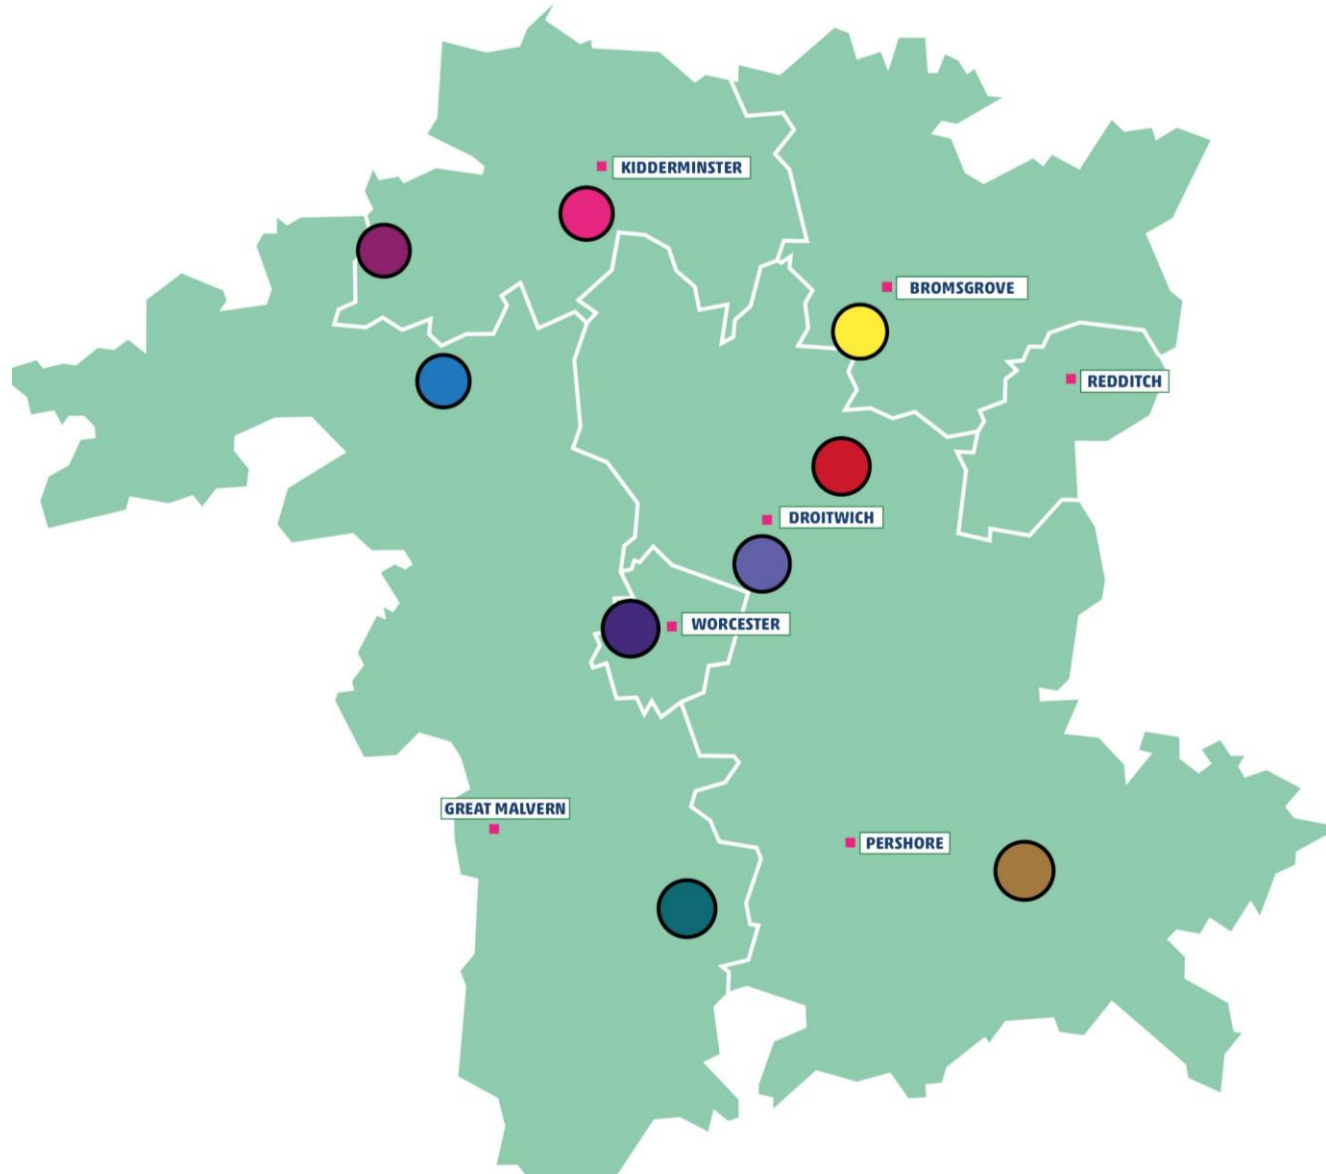 KIDDERMINSTER
BROMSGROVE
REDDITCH
DROITWICH
WORCESTER
GREAT MALVERN
PERSHORE